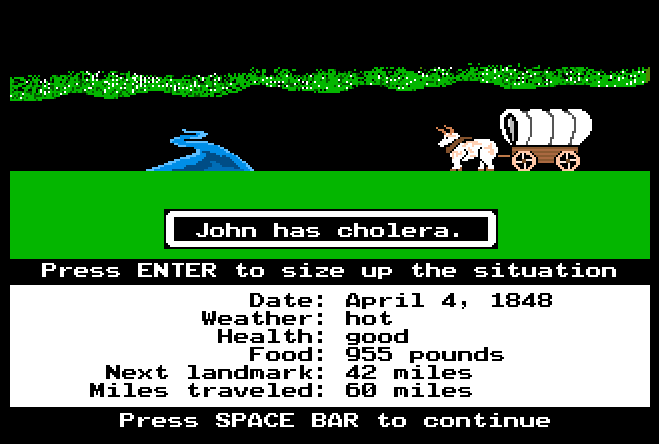 John has cholera.
Press ENTER to size up the situation
Date: April 4, 1848
Weather: hot
Health: good
Food: 955 pounds
Next landmark: 42 miles
Miles traveled: 60 miles
Press SPACE BAR to continue